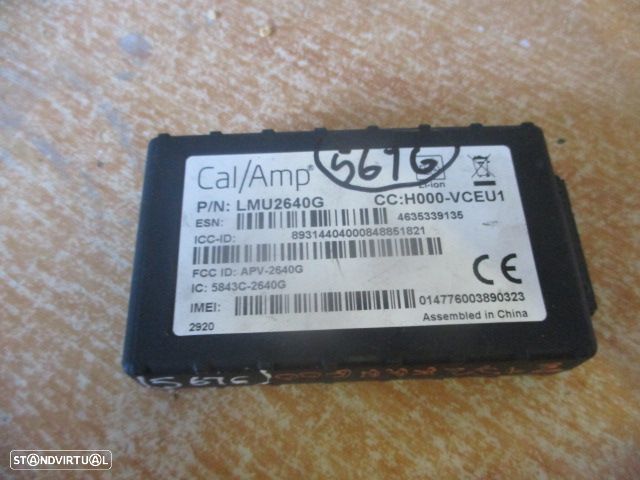 Cal/Amp®
569G
Li-ion
P/N: LMU2640G
CC:H000-VCEU1
ESN:
4635339135
ICC-ID:
89314404000848851821
FCC ID: APV-2640G
IC: 5843C-2640G
CE
IMEI:
014776003890323
2920
Assembled in China
STANDVIRTUAL